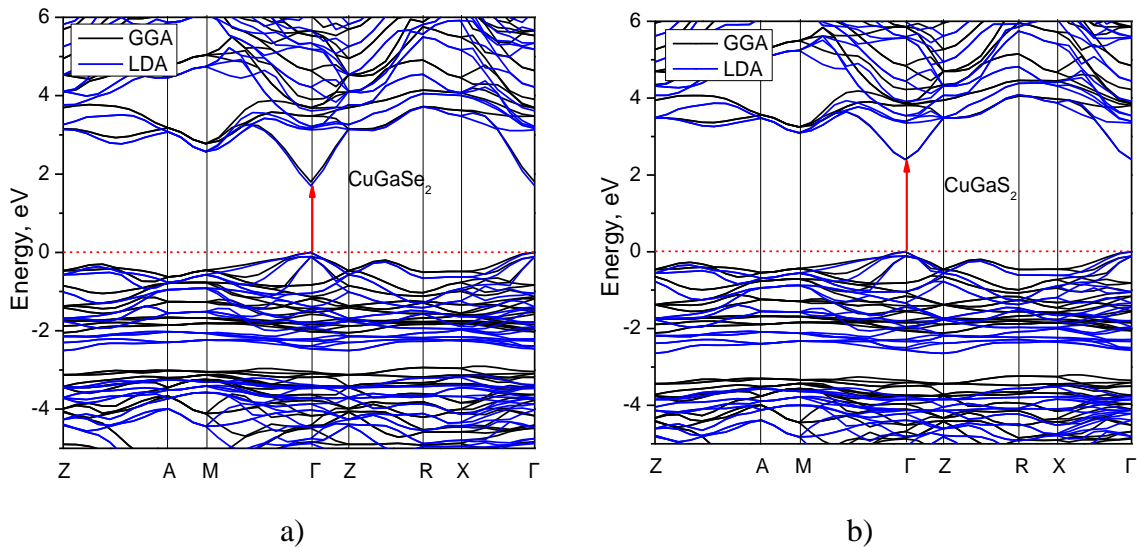 GGA
LDA
6
4
2
0
-2
-4
Energy, eV
CuGaSe₂
Z A M Γ Z R X Γ
a)
GGA
LDA
6
4
2
0
-2
-4
Energy, eV
CuGaS₂
Z A M Γ Z R X Γ
b)